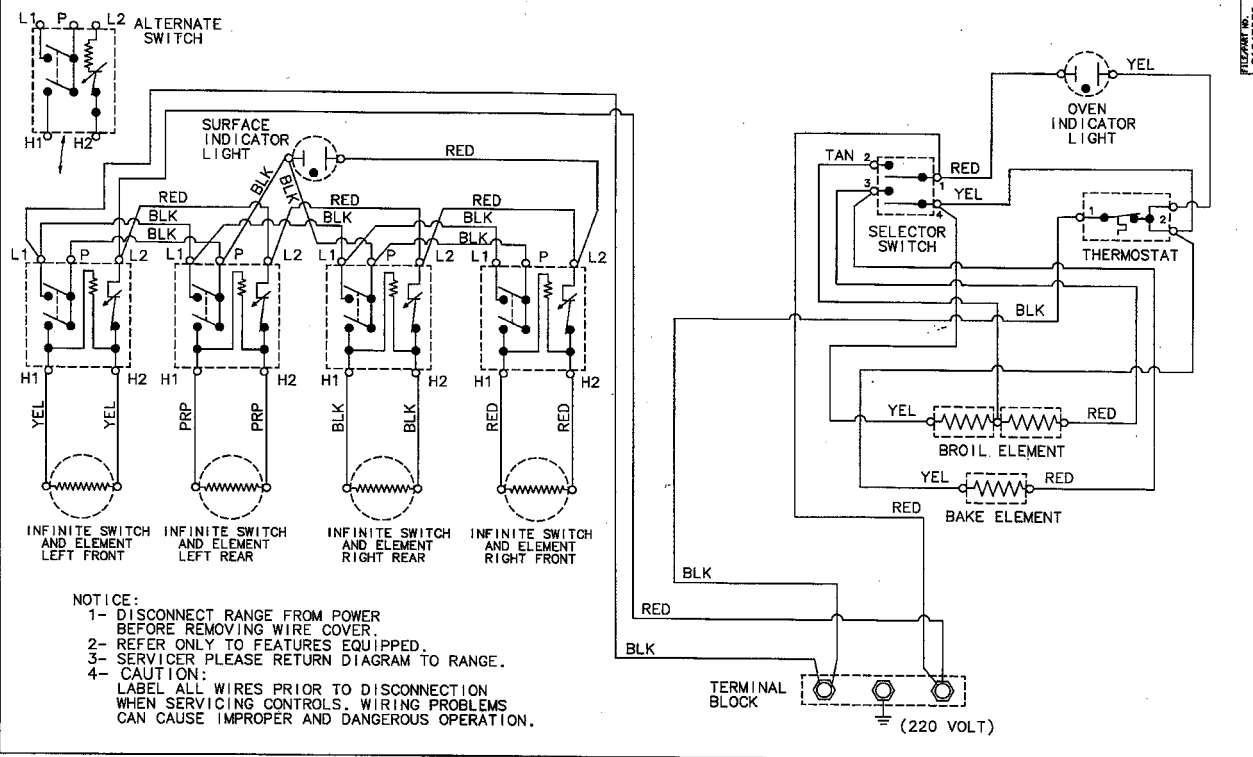 L1 P L2 ALTERNATE
SWITCH
H1 H2
SURFACE
INDICATOR
LIGHT
BLK
BLK
RED
RED
BLK
BLK
RED
BLK
BLK
RED
BLK
BLK
L1 P L2
L1 P L2
L1 P L2
L1 P L2
H1 H2
H1 H2
H1 H2
H1 H2
YEL YEL
PRP PRP
BLK BLK
RED RED
INFINITE SWITCH
AND ELEMENT
LEFT FRONT
INFINITE SWITCH
AND ELEMENT
LEFT REAR
INFINITE SWITCH
AND ELEMENT
RIGHT REAR
INFINITE SWITCH
AND ELEMENT
RIGHT FRONT
NOTICE:
1- DISCONNECT RANGE FROM POWER
BEFORE REMOVING WIRE COVER.
2- REFER ONLY TO FEATURES EQUIPPED.
3- SERVICER PLEASE RETURN DIAGRAM TO RANGE.
4- CAUTION:
LABEL ALL WIRES PRIOR TO DISCONNECTION
WHEN SERVICING CONTROLS. WIRING PROBLEMS
CAN CAUSE IMPROPER AND DANGEROUS OPERATION.
FILE/PART NO.
YEL
OVEN
INDICATOR
LIGHT
TAN 2
3
1
4
RED
YEL
SELECTOR
SWITCH
1 2
THERMOSTAT
BLK
YEL RED
BROIL ELEMENT
YEL RED
BAKE ELEMENT
RED
BLK
RED
BLK
TERMINAL
BLOCK
(220 VOLT)